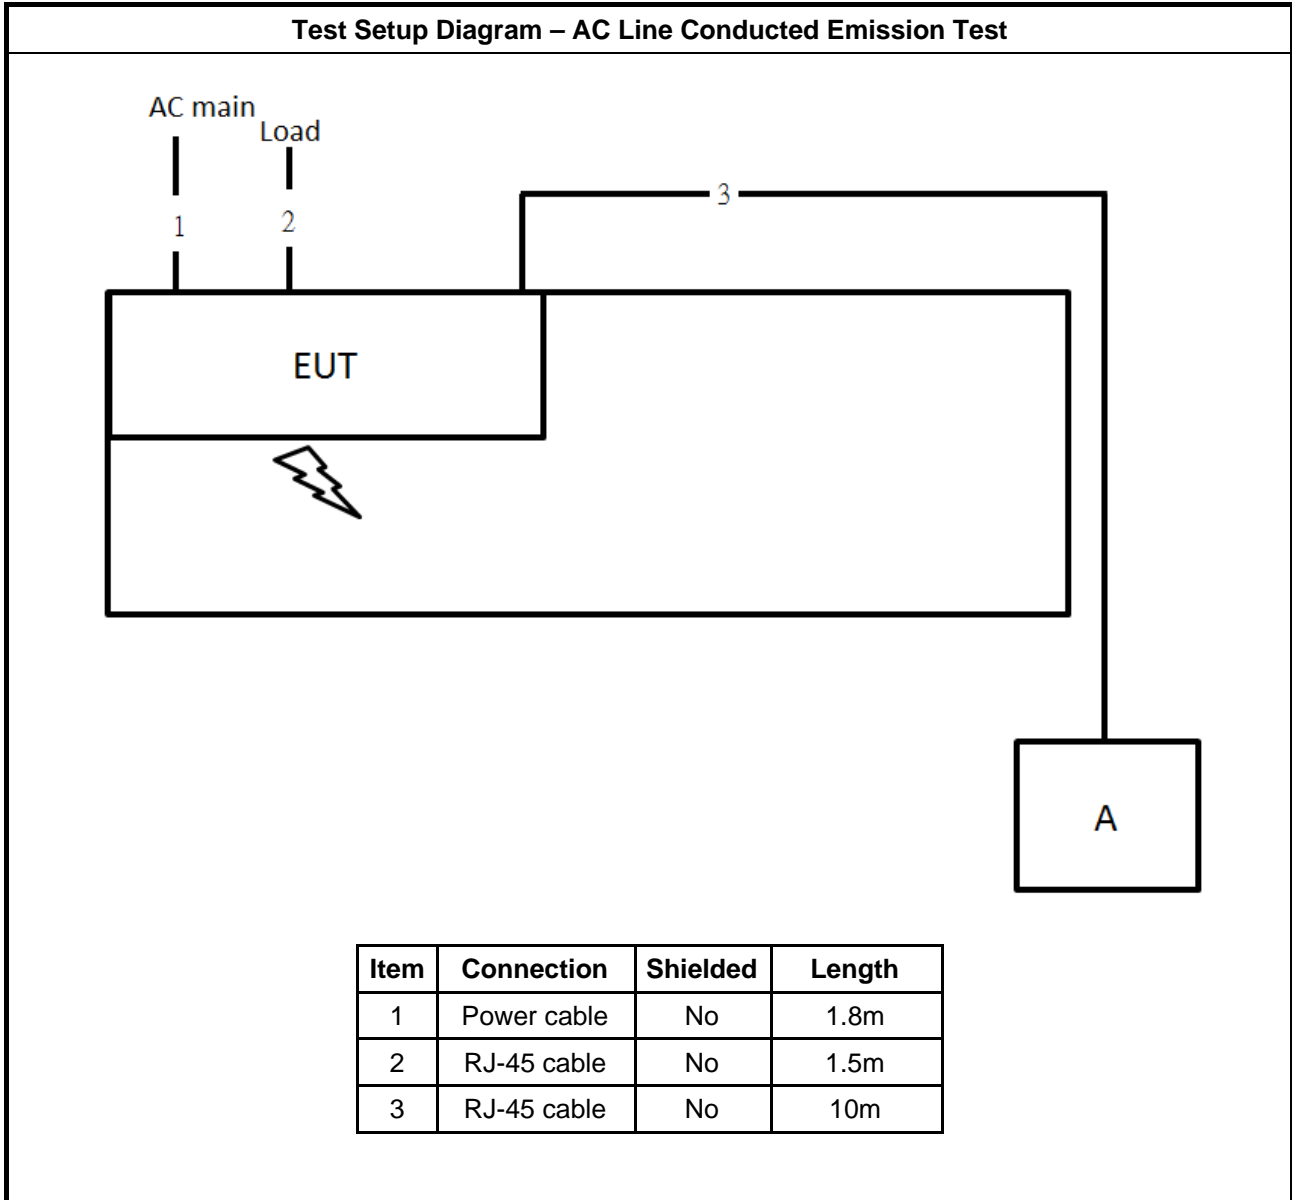 Test Setup Diagram – AC Line Conducted Emission Test
AC main
Load
1
2
3
EUT
A
Item Connection Shielded Length
1 Power cable No 1.8m
2 RJ-45 cable No 1.5m
3 RJ-45 cable No 10m